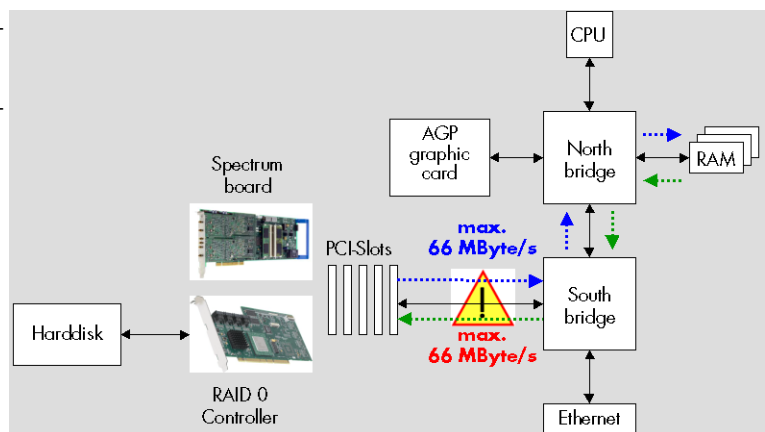 CPU
AGP
graphic
card
North
bridge
RAM
Spectrum
board
max.
66 MByte/s
PCI-Slots
!
South
bridge
Harddisk
max.
66 MByte/s
RAID 0
Controller
Ethernet